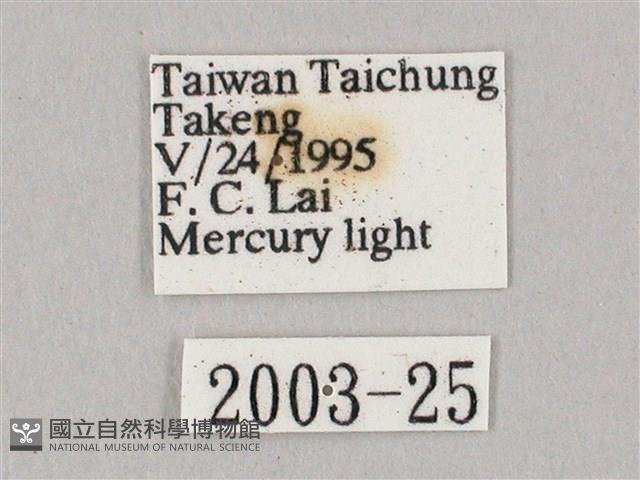 Taiwan Taichung
Takeng
V/24/1995
F. C. Lai
Mercury light
2003-25
國立自然科學博物館
NATIONAL MUSEUM OF NATURAL SCIENCE